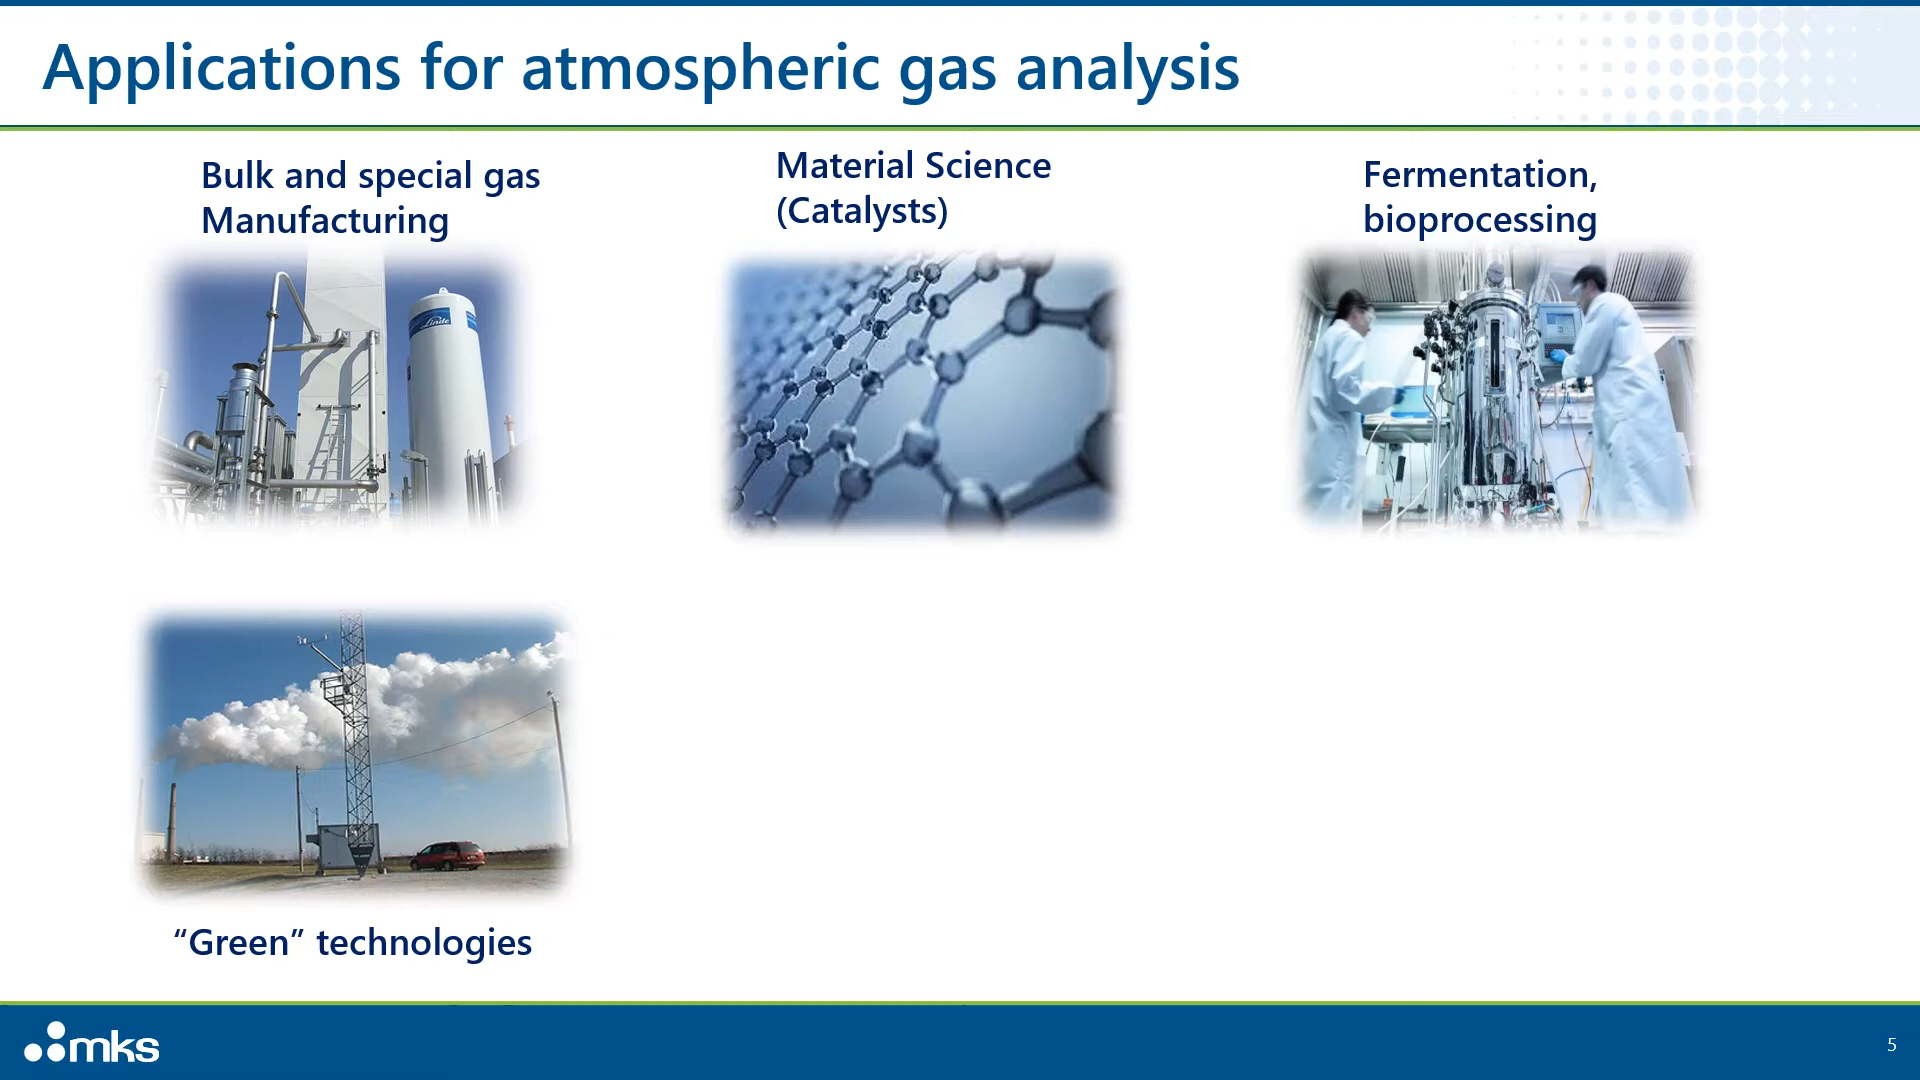 Applications for atmospheric gas analysis
Bulk and special gas
Manufacturing
Material Science
(Catalysts)
Fermentation,
bioprocessing
Linde
“Green” technologies
mks
5